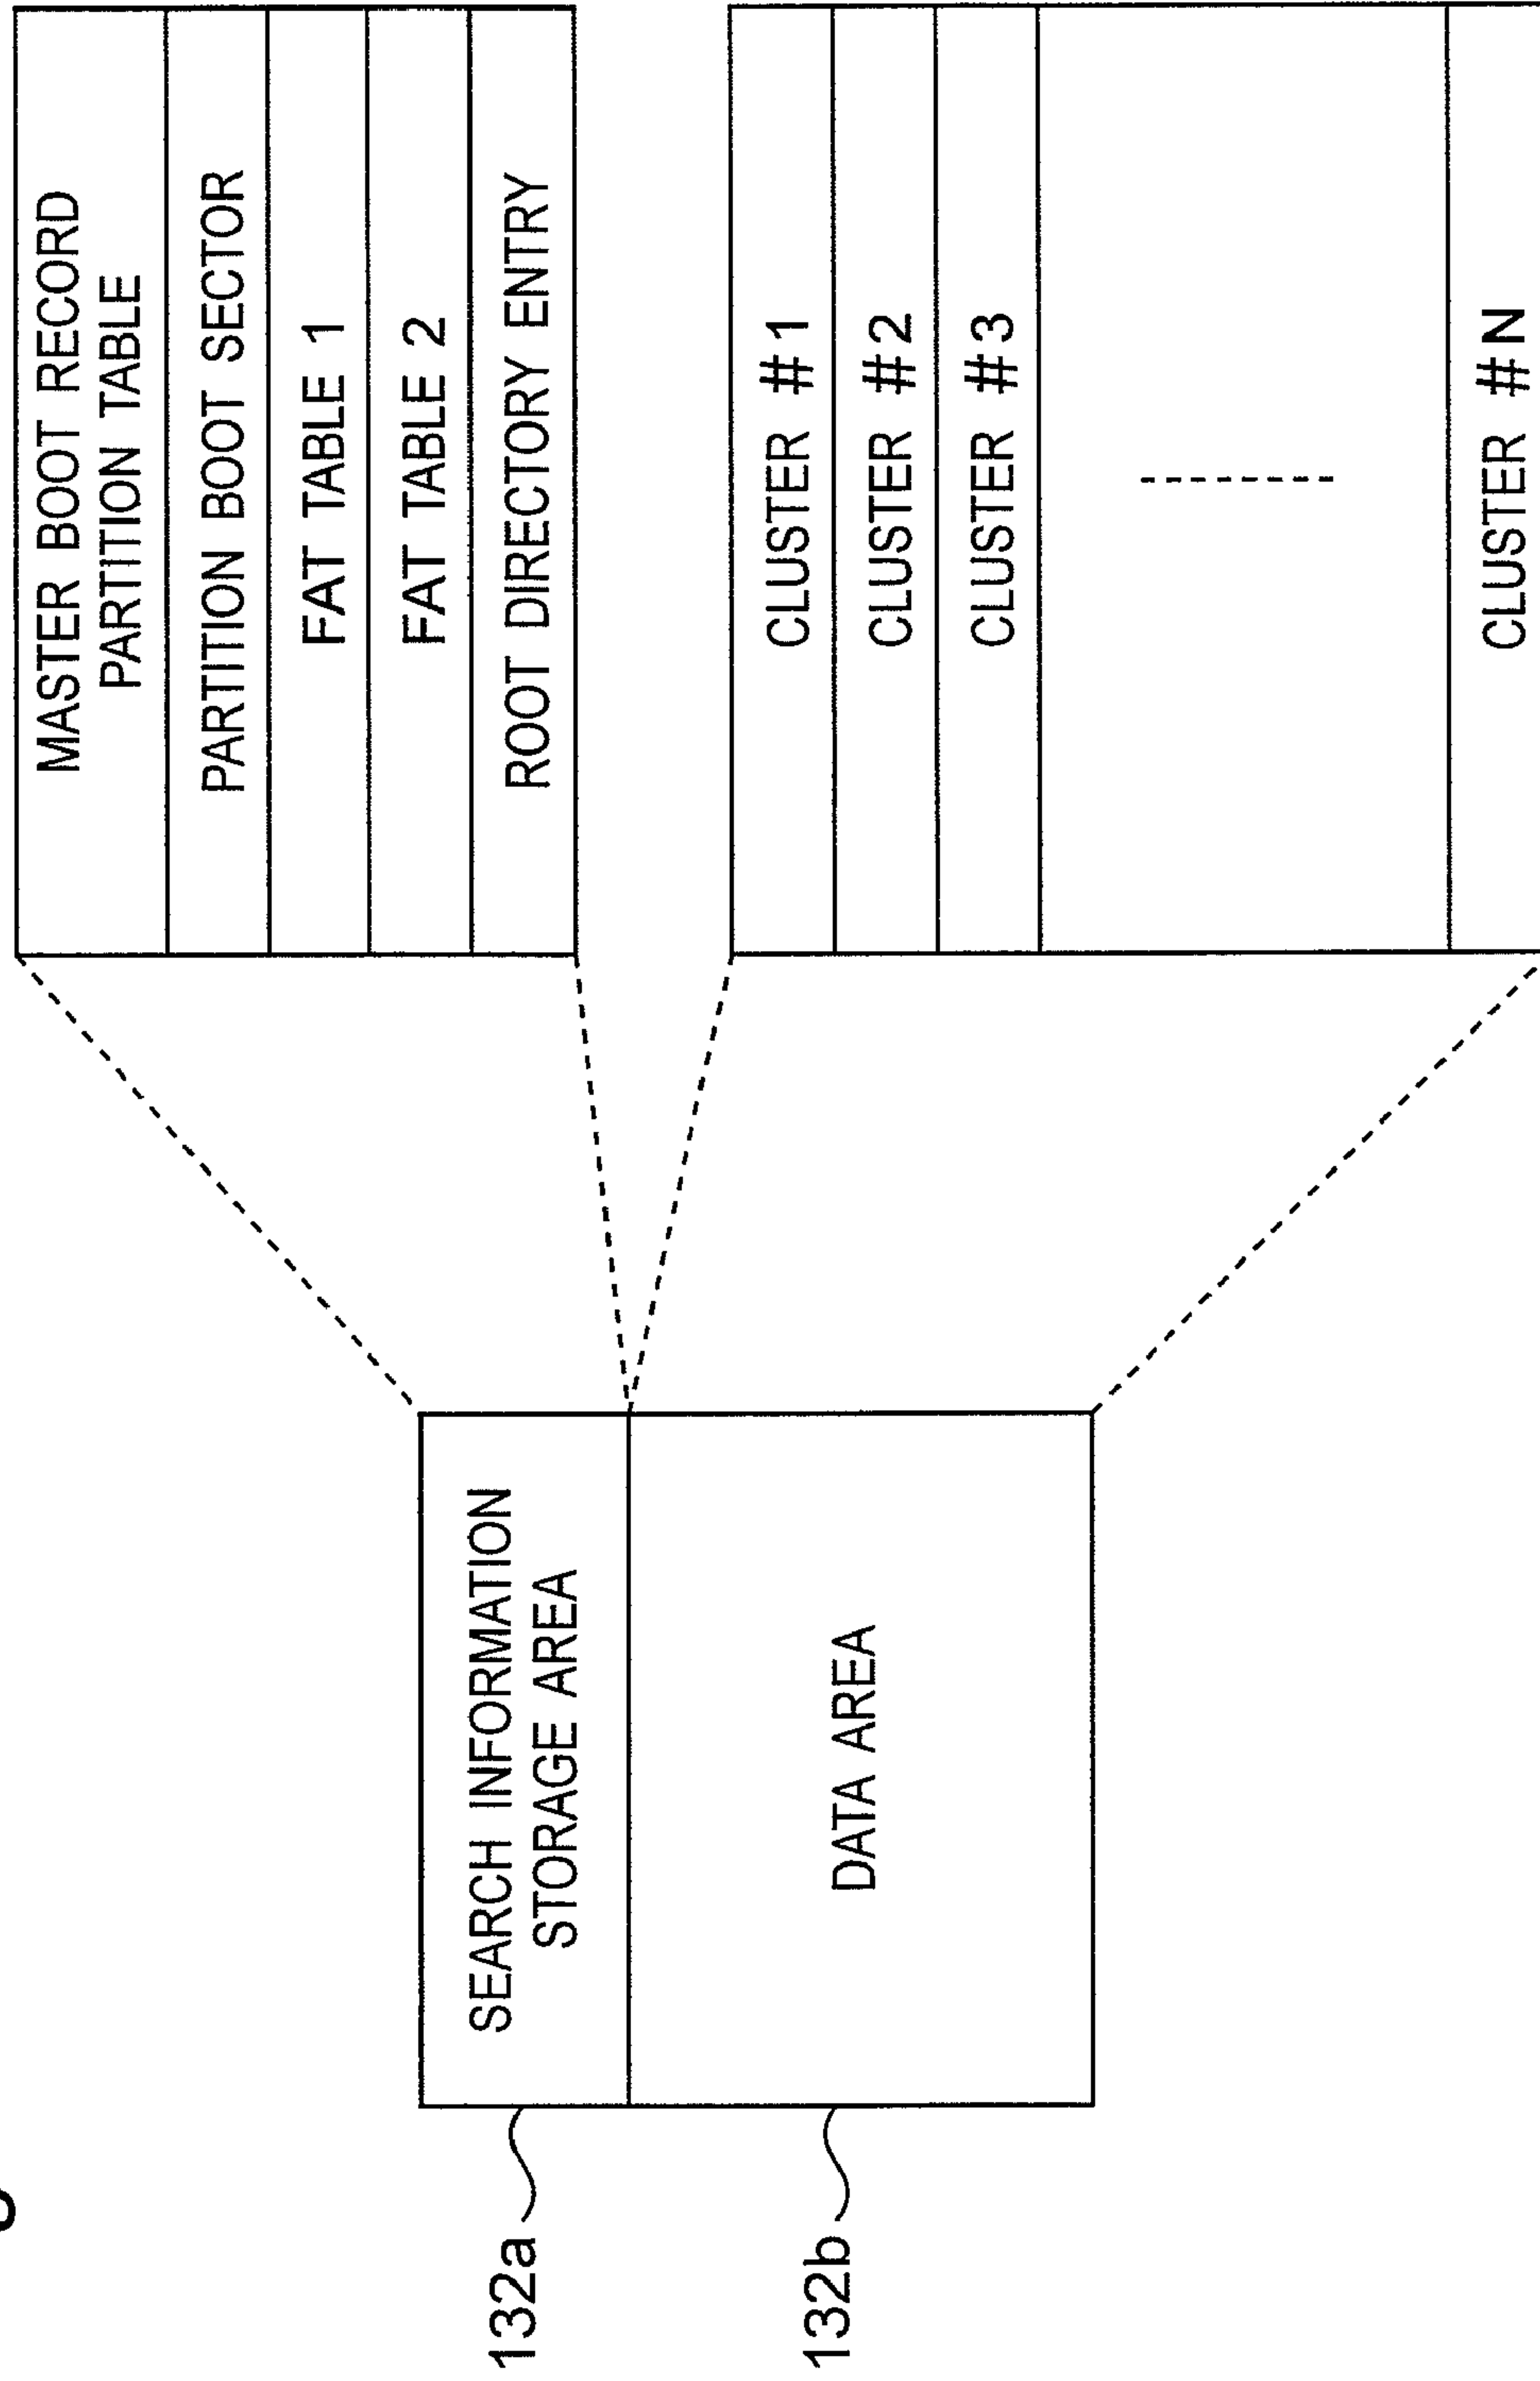 132a
SEARCH INFORMATION
STORAGE AREA
132b
DATA AREA
MASTER BOOT RECORD
PARTITION TABLE
PARTITION BOOT SECTOR
FAT TABLE 1
FAT TABLE 2
ROOT DIRECTORY ENTRY
CLUSTER #1
CLUSTER #2
CLUSTER #3
CLUSTER #N